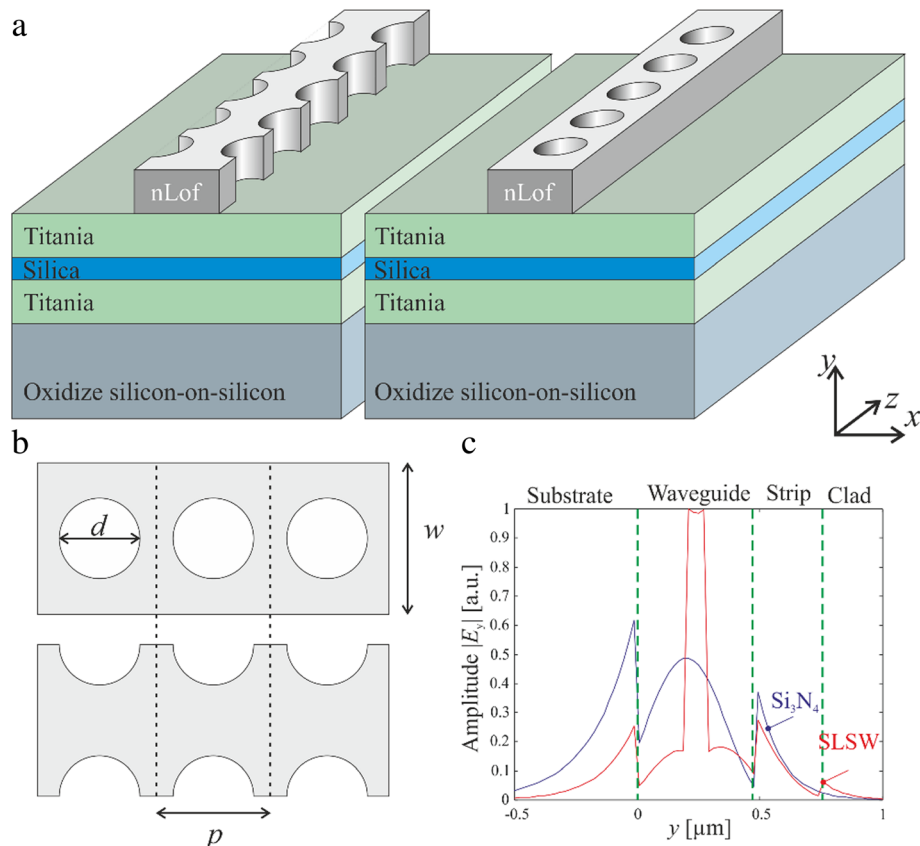 a
nLof
nLof
Titania
Titania
Silica
Silica
Titania
Titania
Oxidize silicon-on-silicon
Oxidize silicon-on-silicon
y
z
x
b
d
w
p
c
Substrate Waveguide Strip Clad
1
0.9
0.8
0.7
0.6
0.5
0.4
0.3
0.2
0.1
0
Amplitude |Ey| [a.u.]
Si3N4
SLSW
-0.5 0 0.5 1
y [µm]